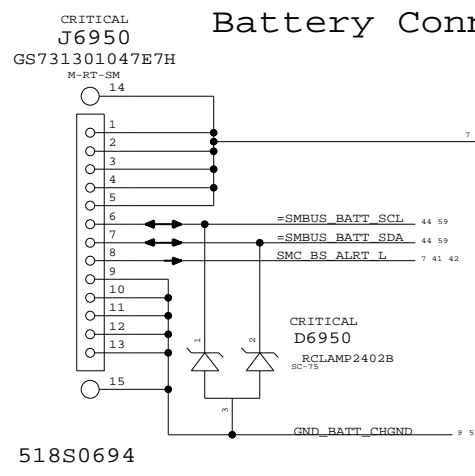 Battery Conn
CRITICAL
J6950
GS731301047E7H
M-RT-SM
14
1
7
2
3
4
5
6
=SMBUS_BATT_SCL 44 59
7
=SMBUS_BATT_SDA 44 59
8
SMC_BS_ALRT_L 7 41 42
9
10
11
12
13
CRITICAL
D6950
RCLAMP2402B
SC-75
1
2
15
3
GND_BATT_CHGND 9 5
518S0694